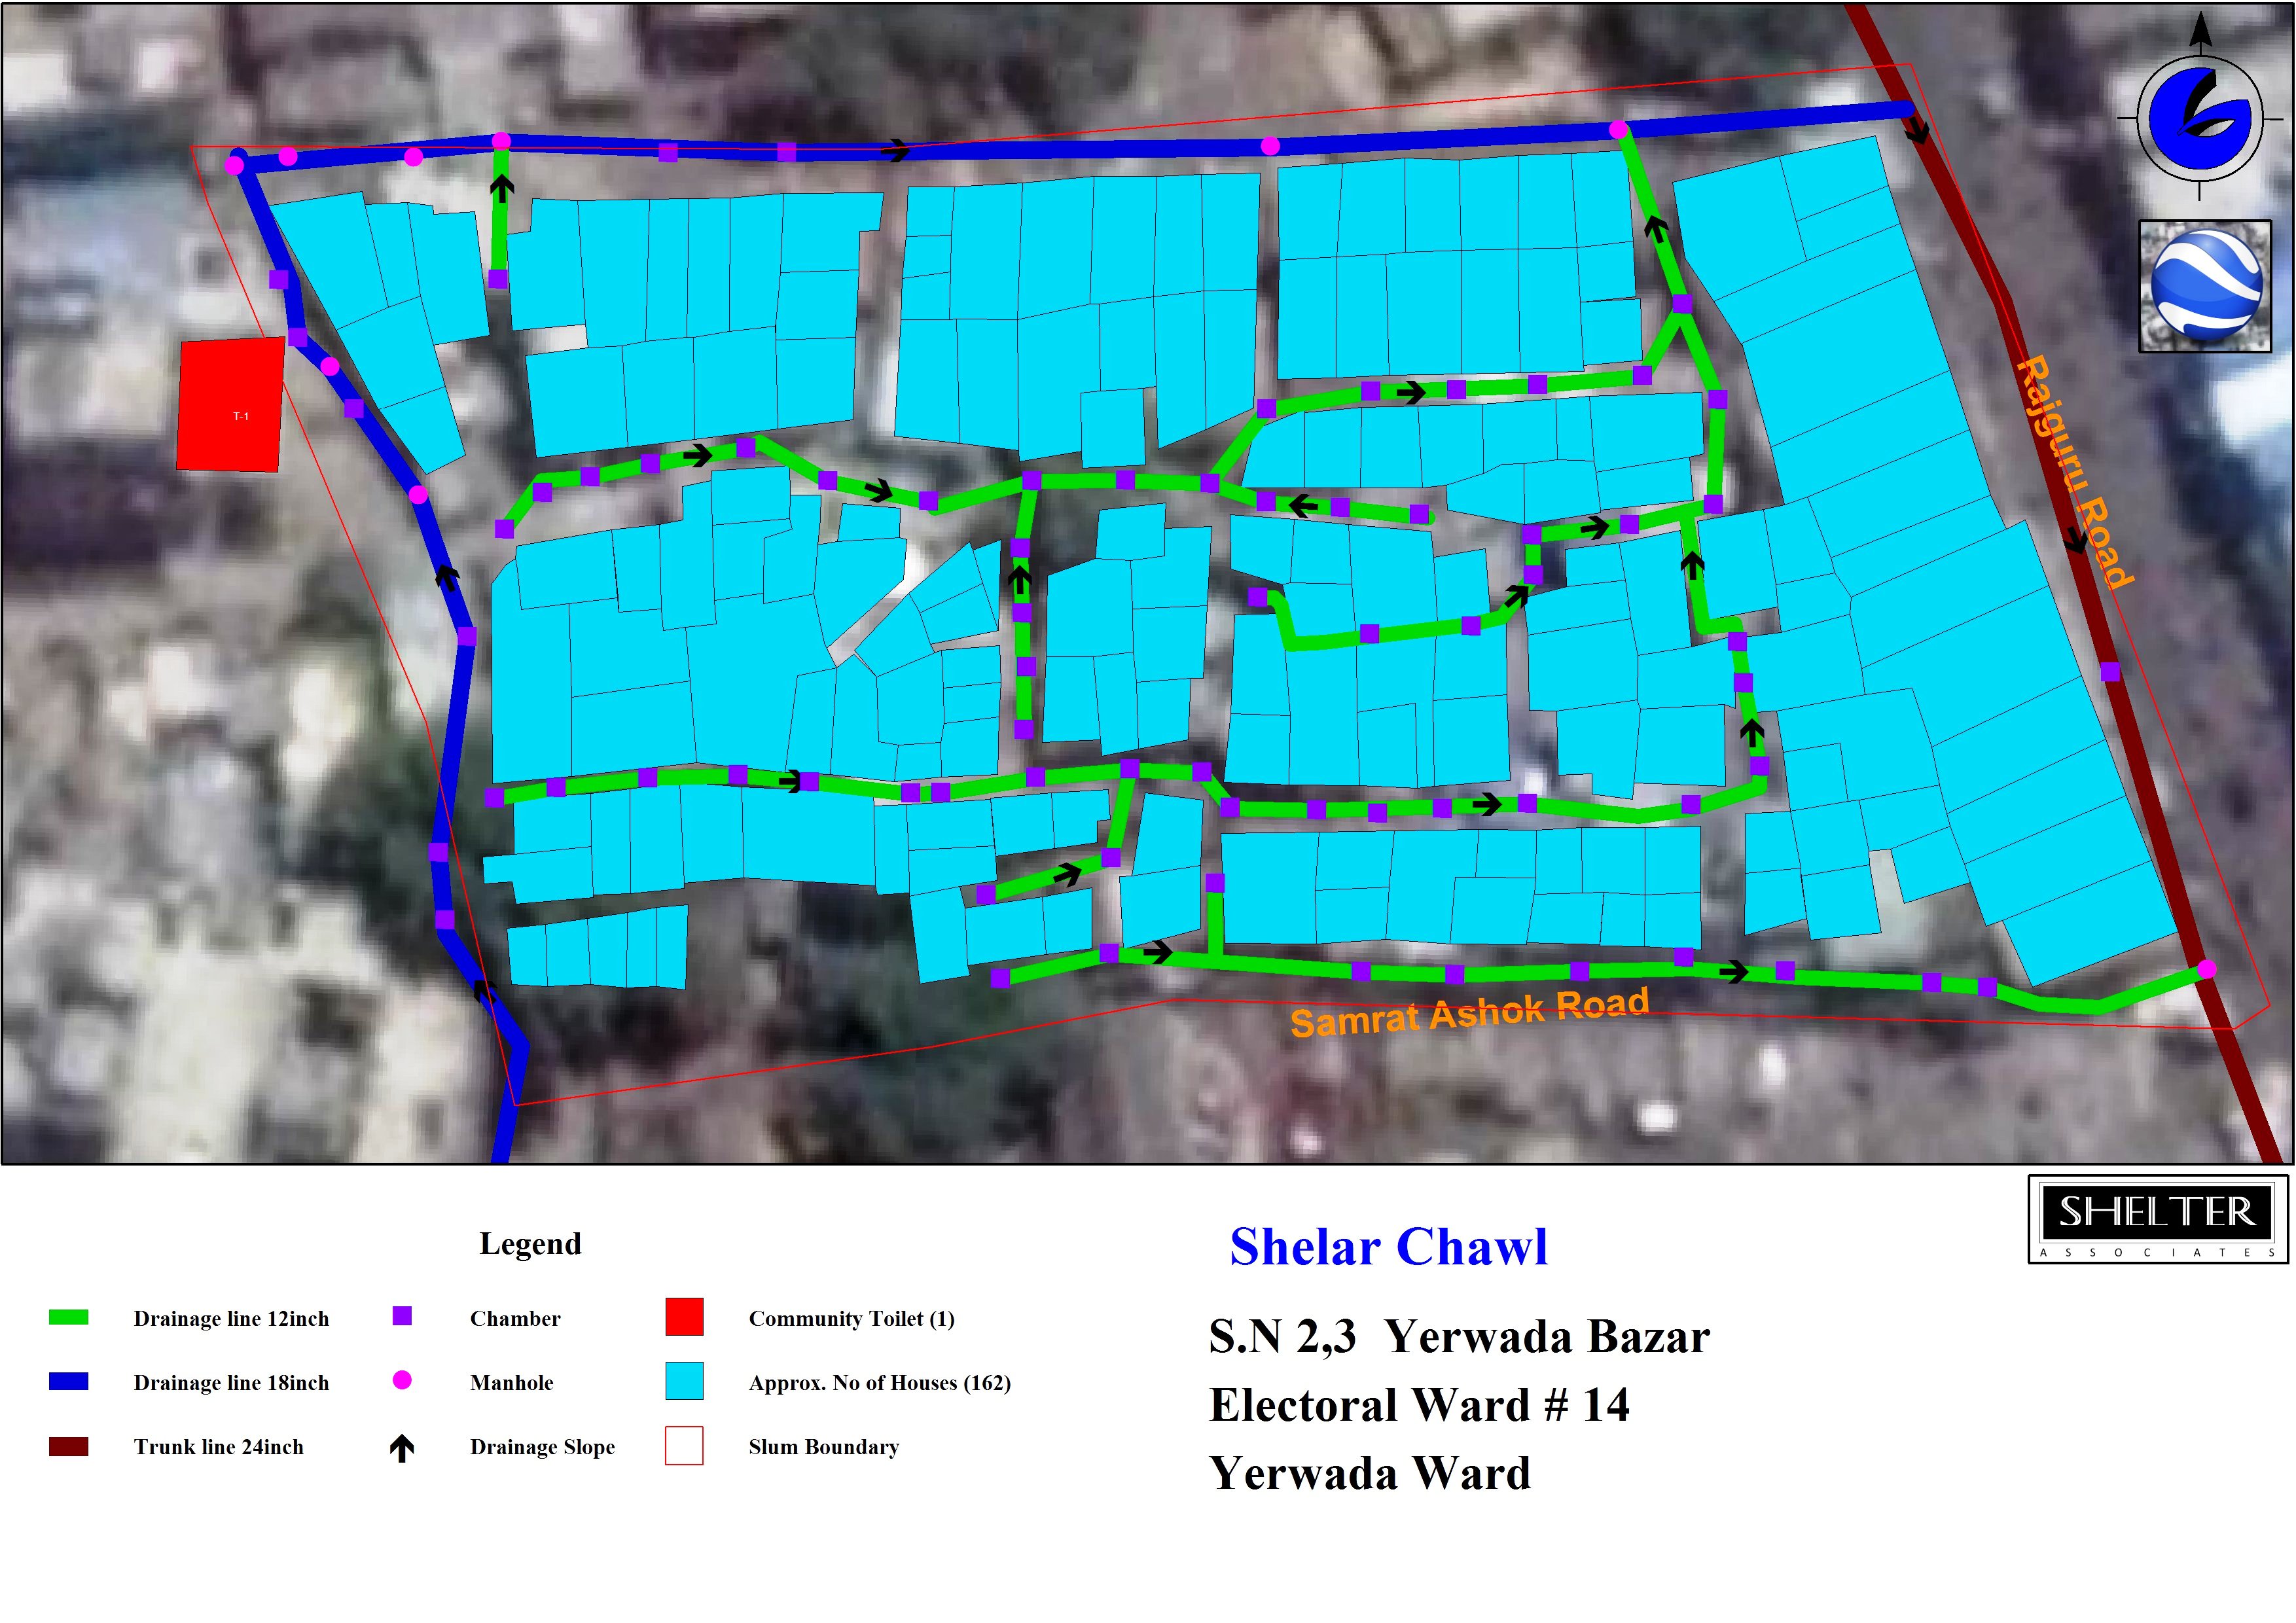 T-1
Rajguru Road
Samrat Ashok Road
SHELTER
ASSOCIATES
Legend
Drainage line 12inch
Chamber
Community Toilet (1)
Drainage line 18inch
Manhole
Approx. No of Houses (162)
Trunk line 24inch
Drainage Slope
Slum Boundary
Shelar Chawl
S.N 2,3 Yerwada Bazar
Electoral Ward # 14
Yerwada Ward